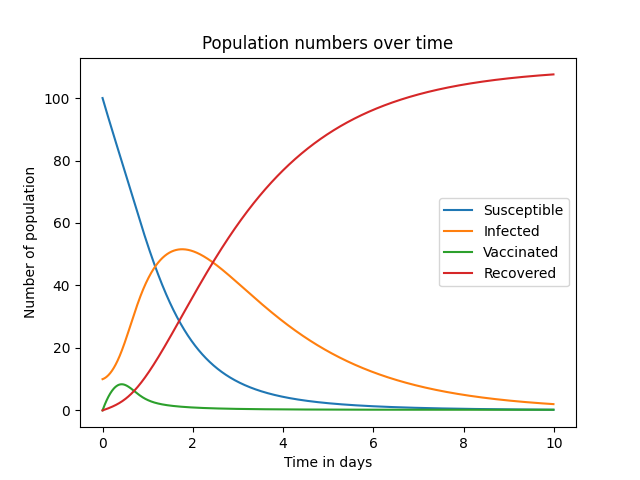 Population numbers over time
Number of population
100
80
60
40
20
0
Susceptible
Infected
Vaccinated
Recovered
0 2 4 6 8 10
Time in days